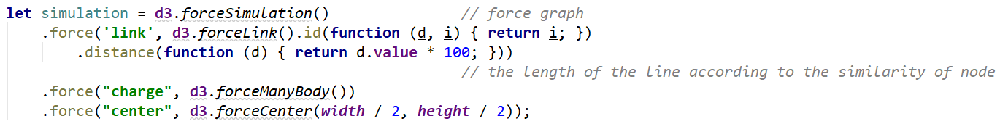 let simulation = d3.forceSimulation() // force graph
.force('link', d3.forceLink().id(function (d, i) { return i; })
.distance(function (d) { return d.value * 100; }))
// the length of the line according to the similarity of node
.force("charge", d3.forceManyBody())
.force("center", d3.forceCenter(width / 2, height / 2));